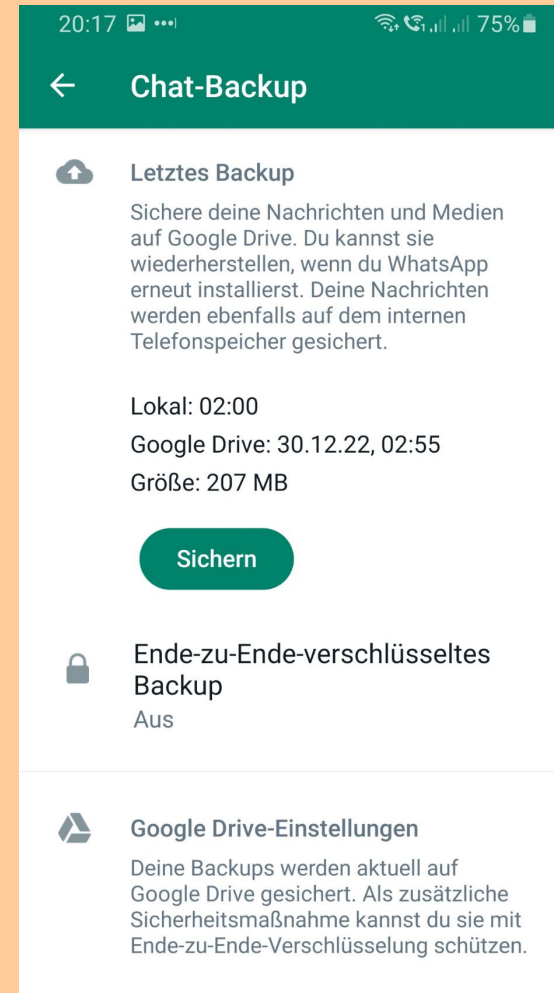 20:17 75%
Chat-Backup
Letztes Backup
Sichere deine Nachrichten und Medien
auf Google Drive. Du kannst sie
wiederherstellen, wenn du WhatsApp
erneut installierst. Deine Nachrichten
werden ebenfalls auf dem internen
Telefonspeicher gesichert.
Lokal: 02:00
Google Drive: 30.12.22, 02:55
Größe: 207 MB
Sichern
Ende-zu-Ende-verschlüsseltes
Backup
Aus
Google Drive-Einstellungen
Deine Backups werden aktuell auf
Google Drive gesichert. Als zusätzliche
Sicherheitsmaßnahme kannst du sie mit
Ende-zu-Ende-Verschlüsselung schützen.